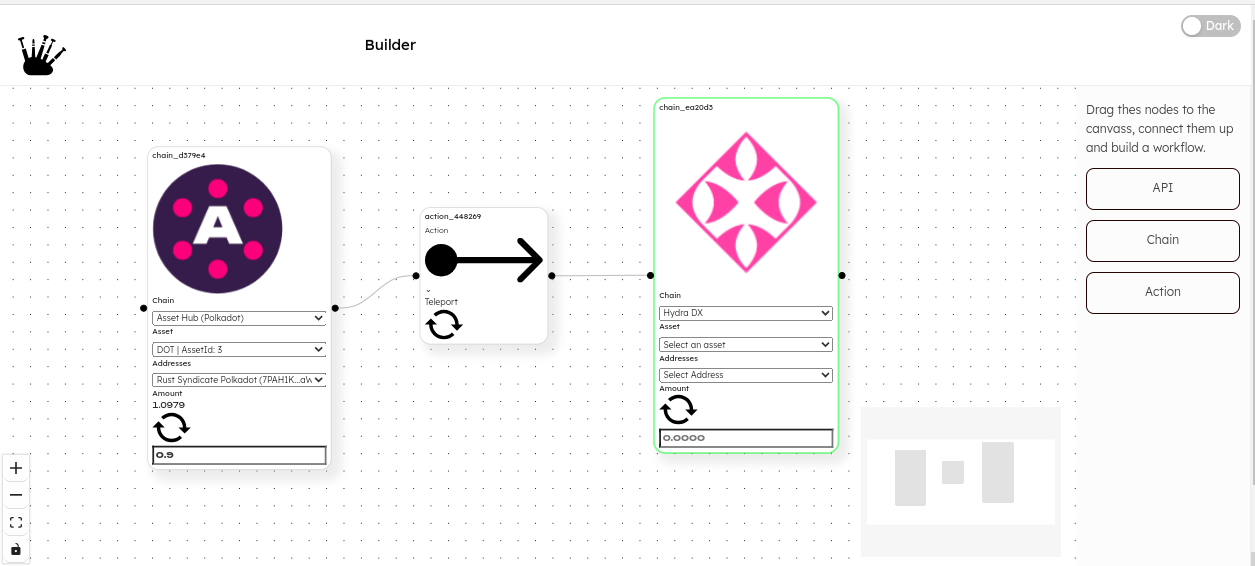 Dark
Builder
chain_d379e4
A
Chain
Asset Hub (Polkadot)
Asset
DOT | AssetId: 3
Addresses
Rust Syndicate Polkadot (7PAH1K...aW
Amount
1.0979
0.9
action_448269
Action
Teleport
chain_ea20d3
Chain
Hydra DX
Asset
Select an asset
Addresses
Select Address
Amount
0.0000
Drag thes nodes to the
canvass, connect them up
and build a workflow.
API
Chain
Action